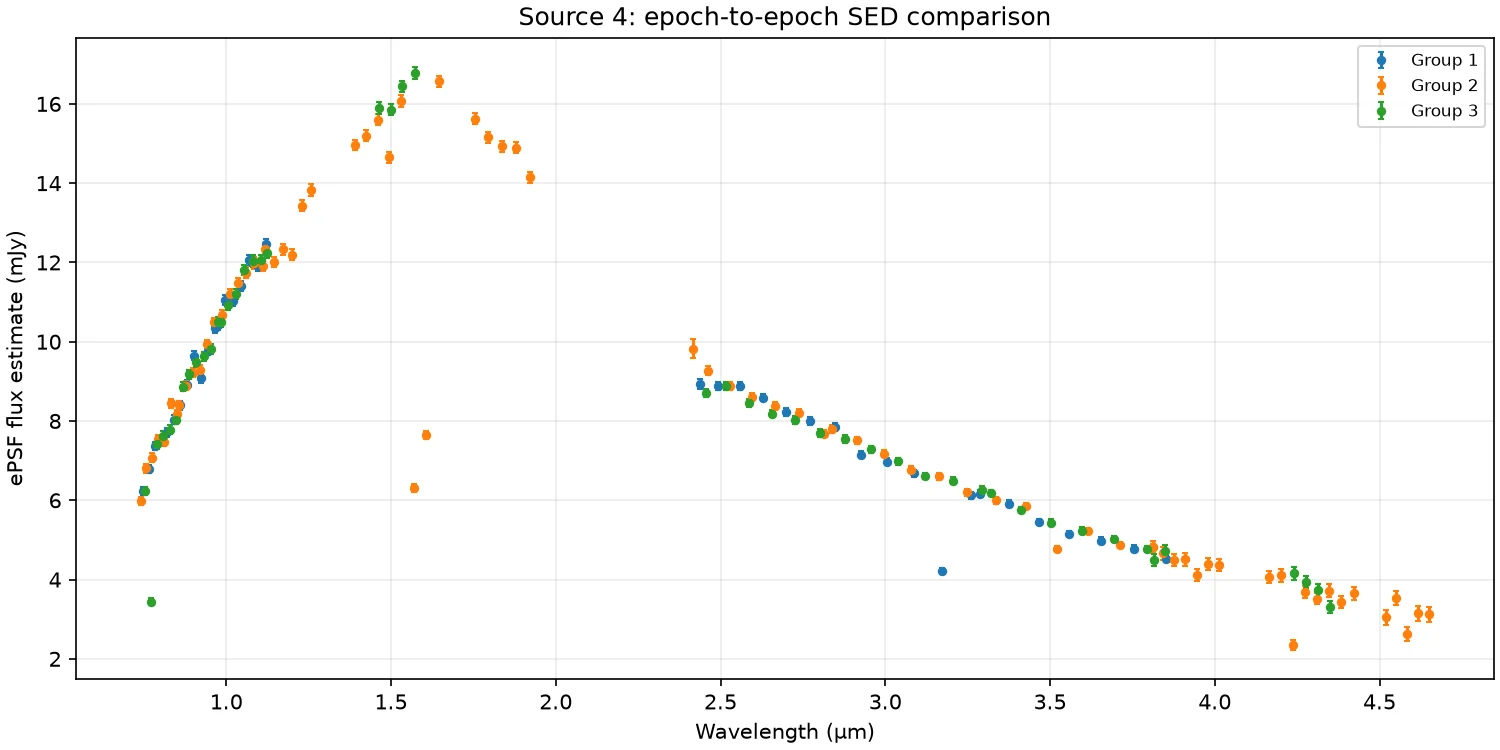 Source 4: epoch-to-epoch SED comparison
Group 1
Group 2
Group 3
ePSF flux estimate (mJy)
16
14
12
10
8
6
4
2
1.0 1.5 2.0 2.5 3.0 3.5 4.0 4.5
Wavelength (μm)